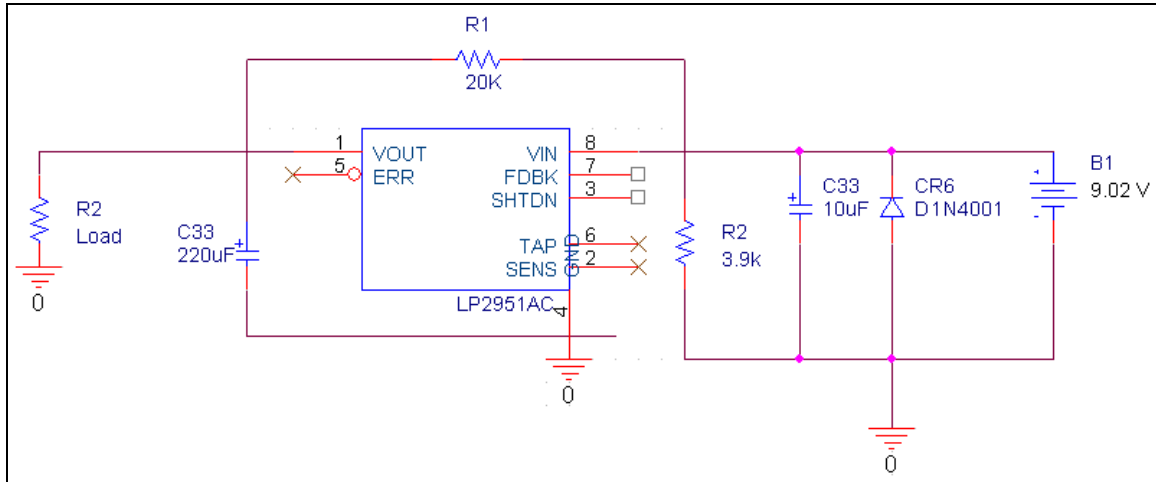 R1
20K
1
VOUT
5
ERR
VIN
8
FDBK
7
SHTDN
3
TAP
6
SENS
2
GND
LP2951AC
4
0
R2
Load
0
C33
220uF
R2
3.9k
C33
10uF
CR6
D1N4001
B1
9.02 V
0